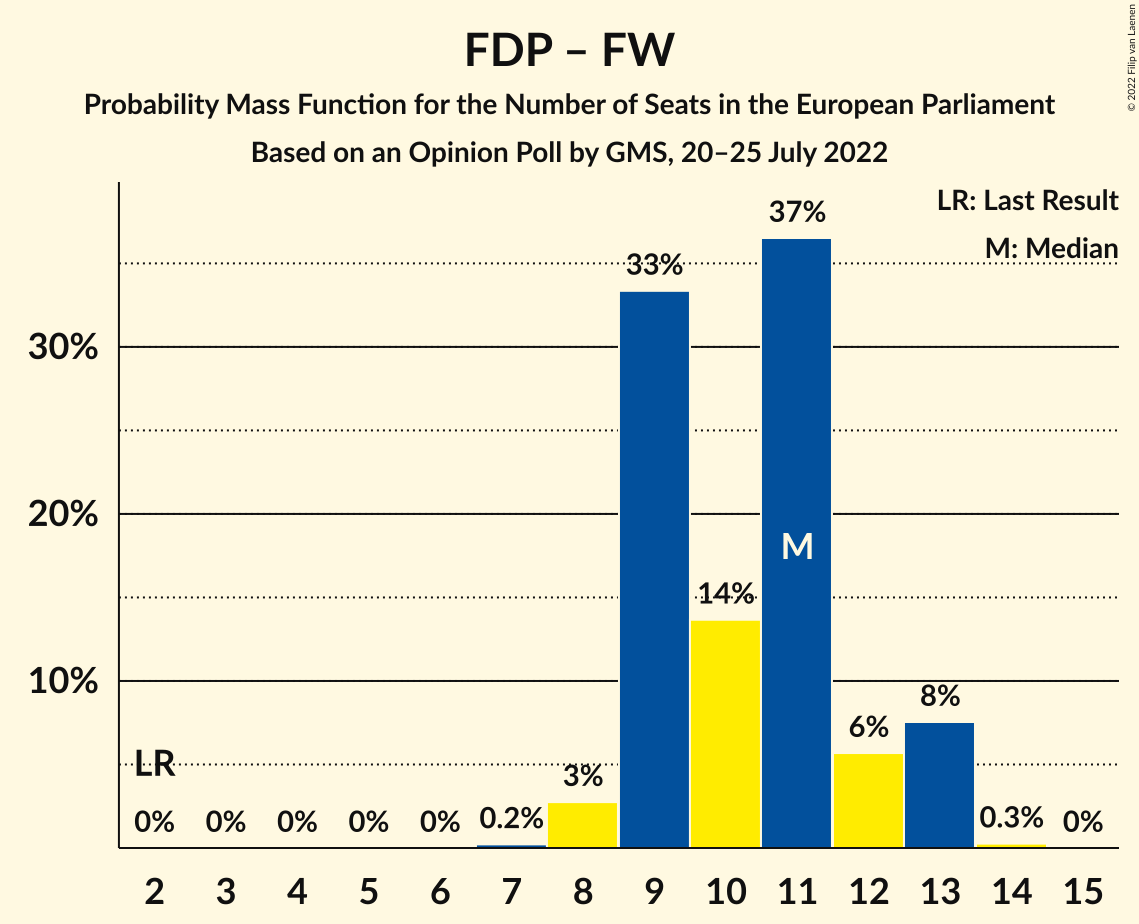 FDP – FW
Probability Mass Function for the Number of Seats in the European Parliament
Based on an Opinion Poll by GMS, 20–25 July 2022
© 2022 Filip van Laenen
LR: Last Result
M: Median
37%
33%
30%
20%
M
14%
10%
8%
6%
LR
3%
0% 0% 0% 0% 0% 0.2% 0.3% 0%
2 3 4 5 6 7 8 9 10 11 12 13 14 15